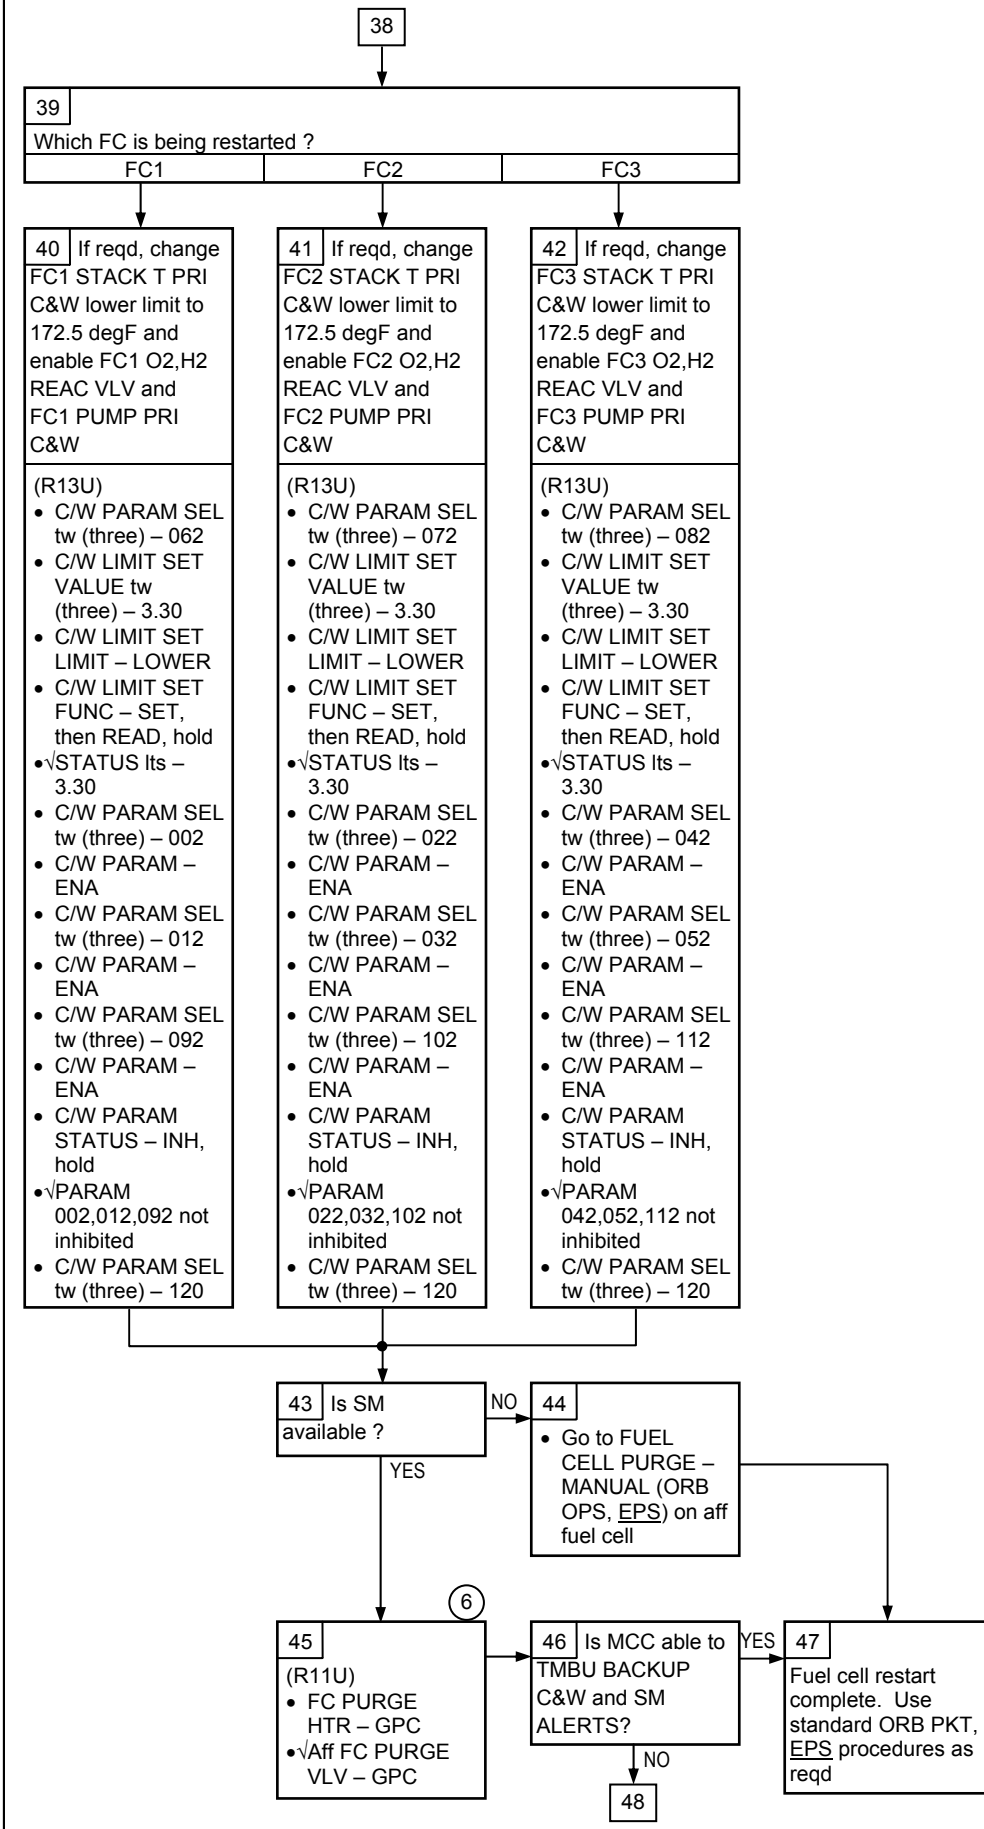 38
39
Which FC is being restarted ?
FC1
FC2
FC3
40 If reqd, change
FC1 STACK T PRI
C&W lower limit to
172.5 degF and
enable FC1 O2,H2
REAC VLV and
FC1 PUMP PRI
C&W
(R13U)
• C/W PARAM SEL
tw (three) – 062
• C/W LIMIT SET
VALUE tw
(three) – 3.30
• C/W LIMIT SET
LIMIT – LOWER
• C/W LIMIT SET
FUNC – SET,
then READ, hold
•√STATUS lts –
3.30
• C/W PARAM SEL
tw (three) – 002
• C/W PARAM –
ENA
• C/W PARAM SEL
tw (three) – 012
• C/W PARAM –
ENA
• C/W PARAM SEL
tw (three) – 092
• C/W PARAM –
ENA
• C/W PARAM
STATUS – INH,
hold
•√PARAM
002,012,092 not
inhibited
• C/W PARAM SEL
tw (three) – 120
41 If reqd, change
FC2 STACK T PRI
C&W lower limit to
172.5 degF and
enable FC2 O2,H2
REAC VLV and
FC2 PUMP PRI
C&W
(R13U)
• C/W PARAM SEL
tw (three) – 072
• C/W LIMIT SET
VALUE tw
(three) – 3.30
• C/W LIMIT SET
LIMIT – LOWER
• C/W LIMIT SET
FUNC – SET,
then READ, hold
•√STATUS lts –
3.30
• C/W PARAM SEL
tw (three) – 022
• C/W PARAM –
ENA
• C/W PARAM SEL
tw (three) – 032
• C/W PARAM –
ENA
• C/W PARAM SEL
tw (three) – 102
• C/W PARAM –
ENA
• C/W PARAM
STATUS – INH,
hold
•√PARAM
022,032,102 not
inhibited
• C/W PARAM SEL
tw (three) – 120
42 If reqd, change
FC3 STACK T PRI
C&W lower limit to
172.5 degF and
enable FC3 O2,H2
REAC VLV and
FC3 PUMP PRI
C&W
(R13U)
• C/W PARAM SEL
tw (three) – 082
• C/W LIMIT SET
VALUE tw
(three) – 3.30
• C/W LIMIT SET
LIMIT – LOWER
• C/W LIMIT SET
FUNC – SET,
then READ, hold
•√STATUS lts –
3.30
• C/W PARAM SEL
tw (three) – 042
• C/W PARAM –
ENA
• C/W PARAM SEL
tw (three) – 052
• C/W PARAM –
ENA
• C/W PARAM SEL
tw (three) – 112
• C/W PARAM –
ENA
• C/W PARAM
STATUS – INH,
hold
•√PARAM
042,052,112 not
inhibited
• C/W PARAM SEL
tw (three) – 120
43 Is SM
available ?
NO
YES
44
• Go to FUEL
CELL PURGE –
MANUAL (ORB
OPS, EPS) on aff
fuel cell
6
45
(R11U)
• FC PURGE
HTR – GPC
•√Aff FC PURGE
VLV – GPC
46 Is MCC able to
TMBU BACKUP
C&W and SM
ALERTS?
YES
NO
47
Fuel cell restart
complete. Use
standard ORB PKT,
EPS procedures as
reqd
48